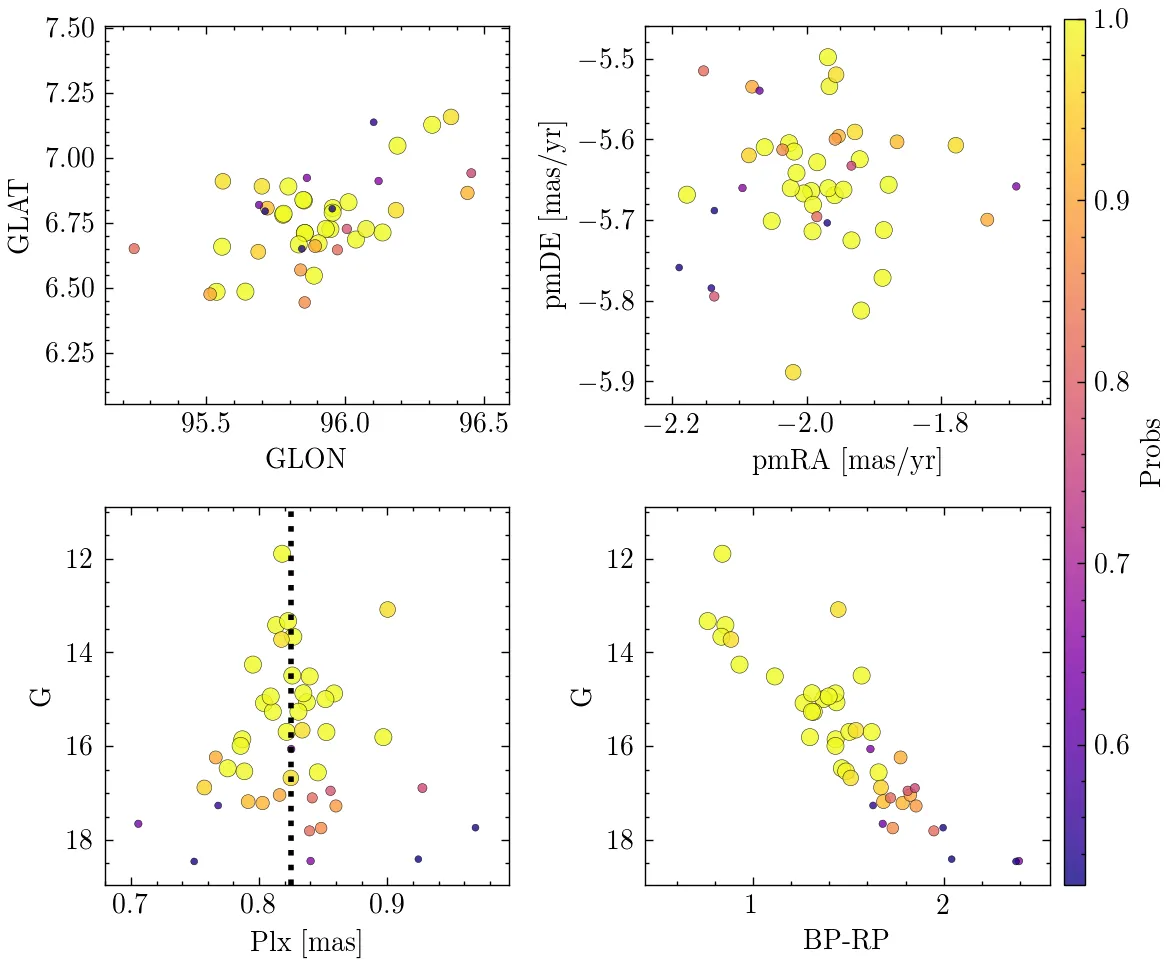 7.50
7.25
7.00
6.75
6.50
6.25
GLAT
95.5 96.0 96.5
GLON
−5.5
−5.6
−5.7
−5.8
−5.9
pmDE [mas/yr]
−2.2 −2.0 −1.8
pmRA [mas/yr]
12
14
16
18
G
0.7 0.8 0.9
Plx [mas]
12
14
16
18
G
1 2
BP-RP
1.0
0.9
0.8
0.7
0.6
Probs